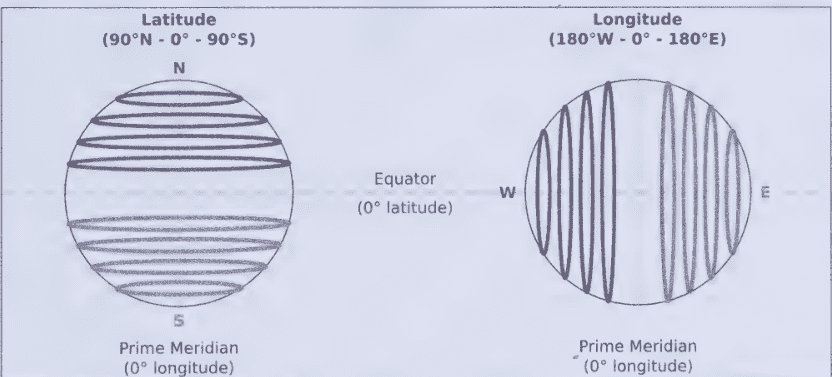 Latitude
(90°N - 0° - 90°S)
N
S
Prime Meridian
(0° longitude)
Equator
(0° latitude)
Longitude
(180°W - 0° - 180°E)
W
E
Prime Meridian
(0° longitude)